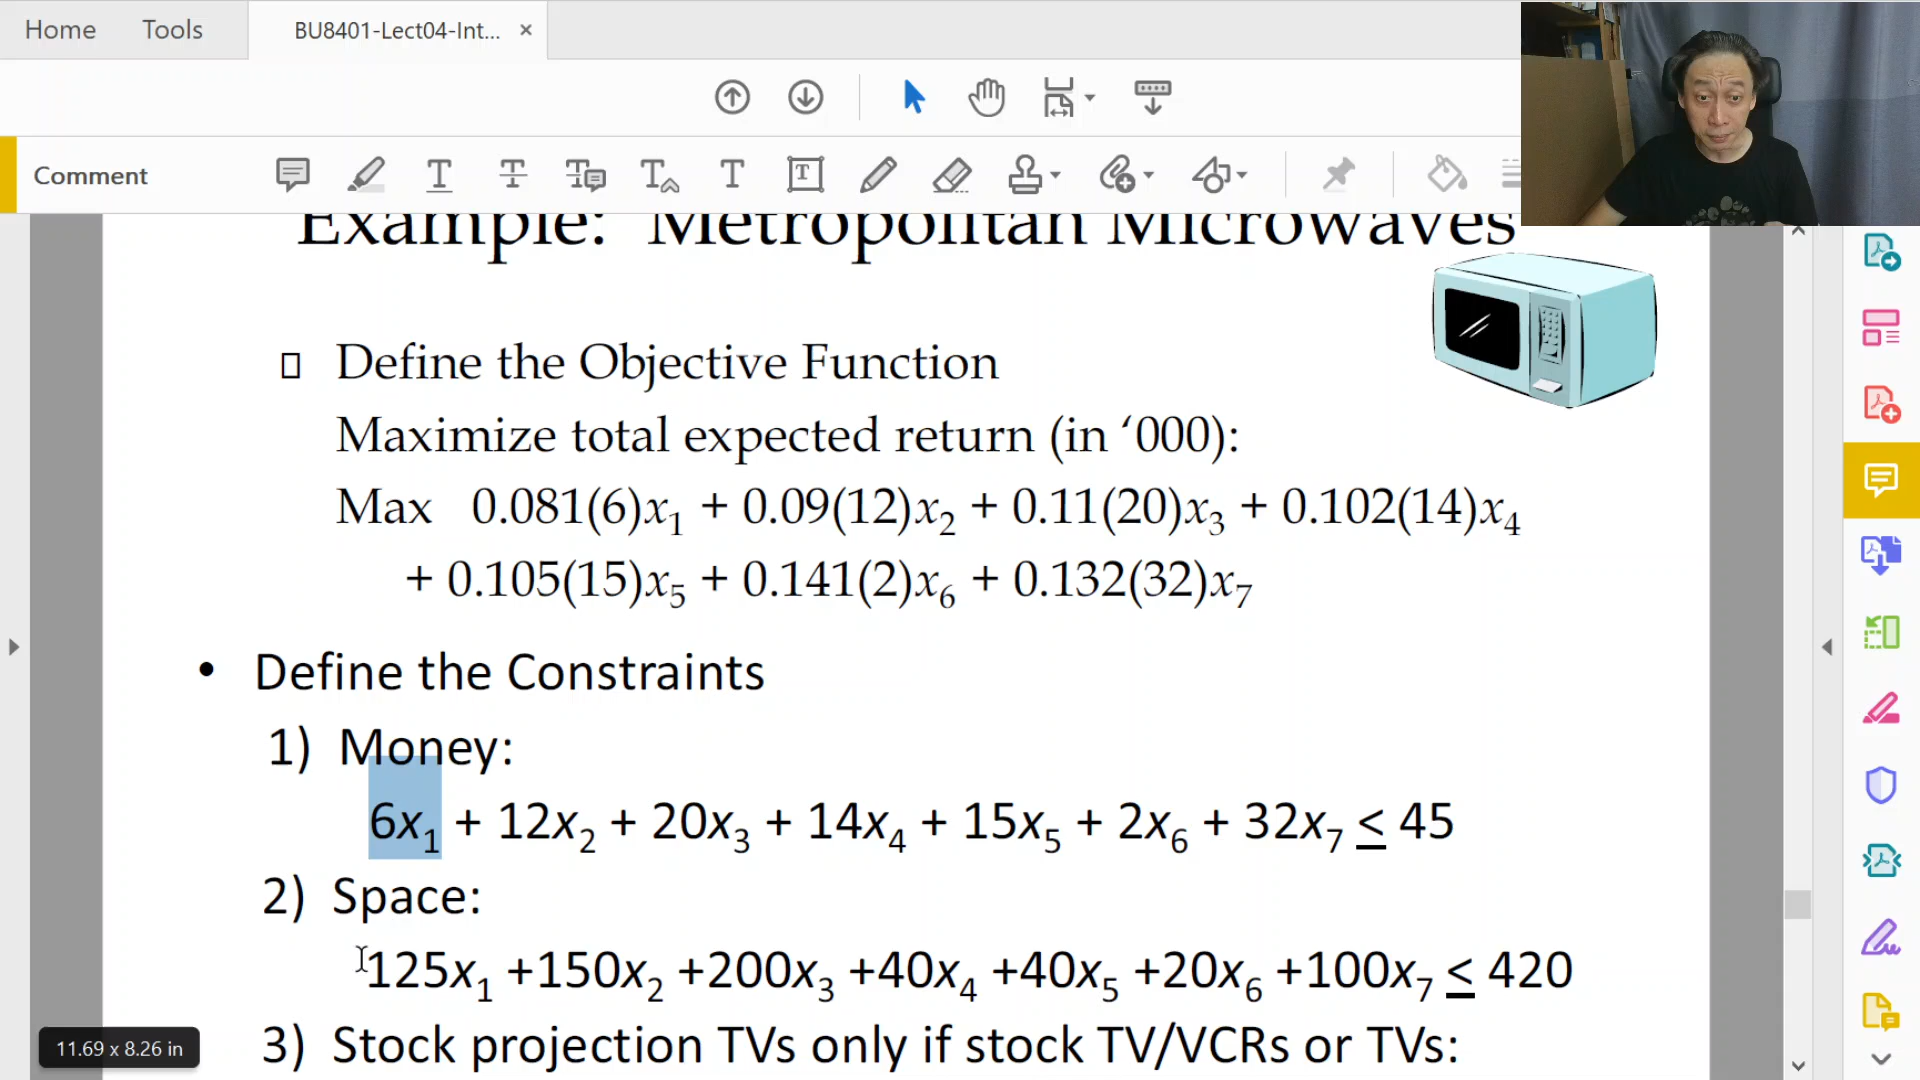 Home Tools BU8401-Lect04-Int... ×
Comment
Example: Metropolitan Microwaves
Define the Objective Function
Maximize total expected return (in ‘000):
Max 0.081(6)x₁ + 0.09(12)x₂ + 0.11(20)x₃ + 0.102(14)x₄
+ 0.105(15)x₅ + 0.141(2)x₆ + 0.132(32)x₇
• Define the Constraints
1) Money:
6x₁ + 12x₂ + 20x₃ + 14x₄ + 15x₅ + 2x₆ + 32x₇ ≤ 45
2) Space:
125x₁ +150x₂ +200x₃ +40x₄ +40x₅ +20x₆ +100x₇ ≤ 420
3) Stock projection TVs only if stock TV/VCRs or TVs:
11.69 x 8.26 in